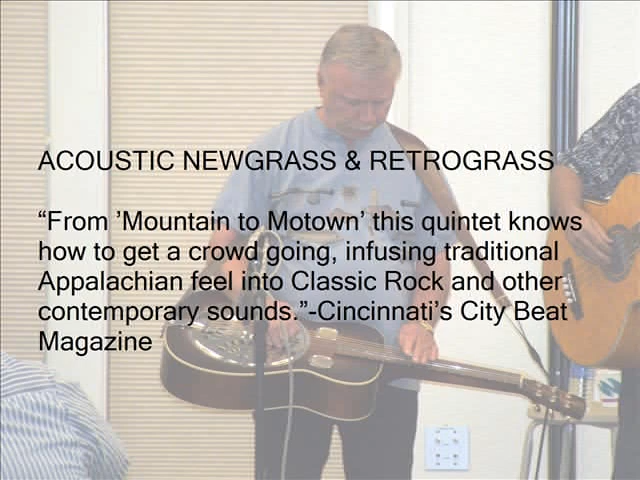 ACOUSTIC NEWGRASS & RETROGRASS
“From ’Mountain to Motown’ this quintet knows
how to get a crowd going, infusing traditional
Appalachian feel into Classic Rock and other
contemporary sounds.”-Cincinnati’s City Beat
Magazine